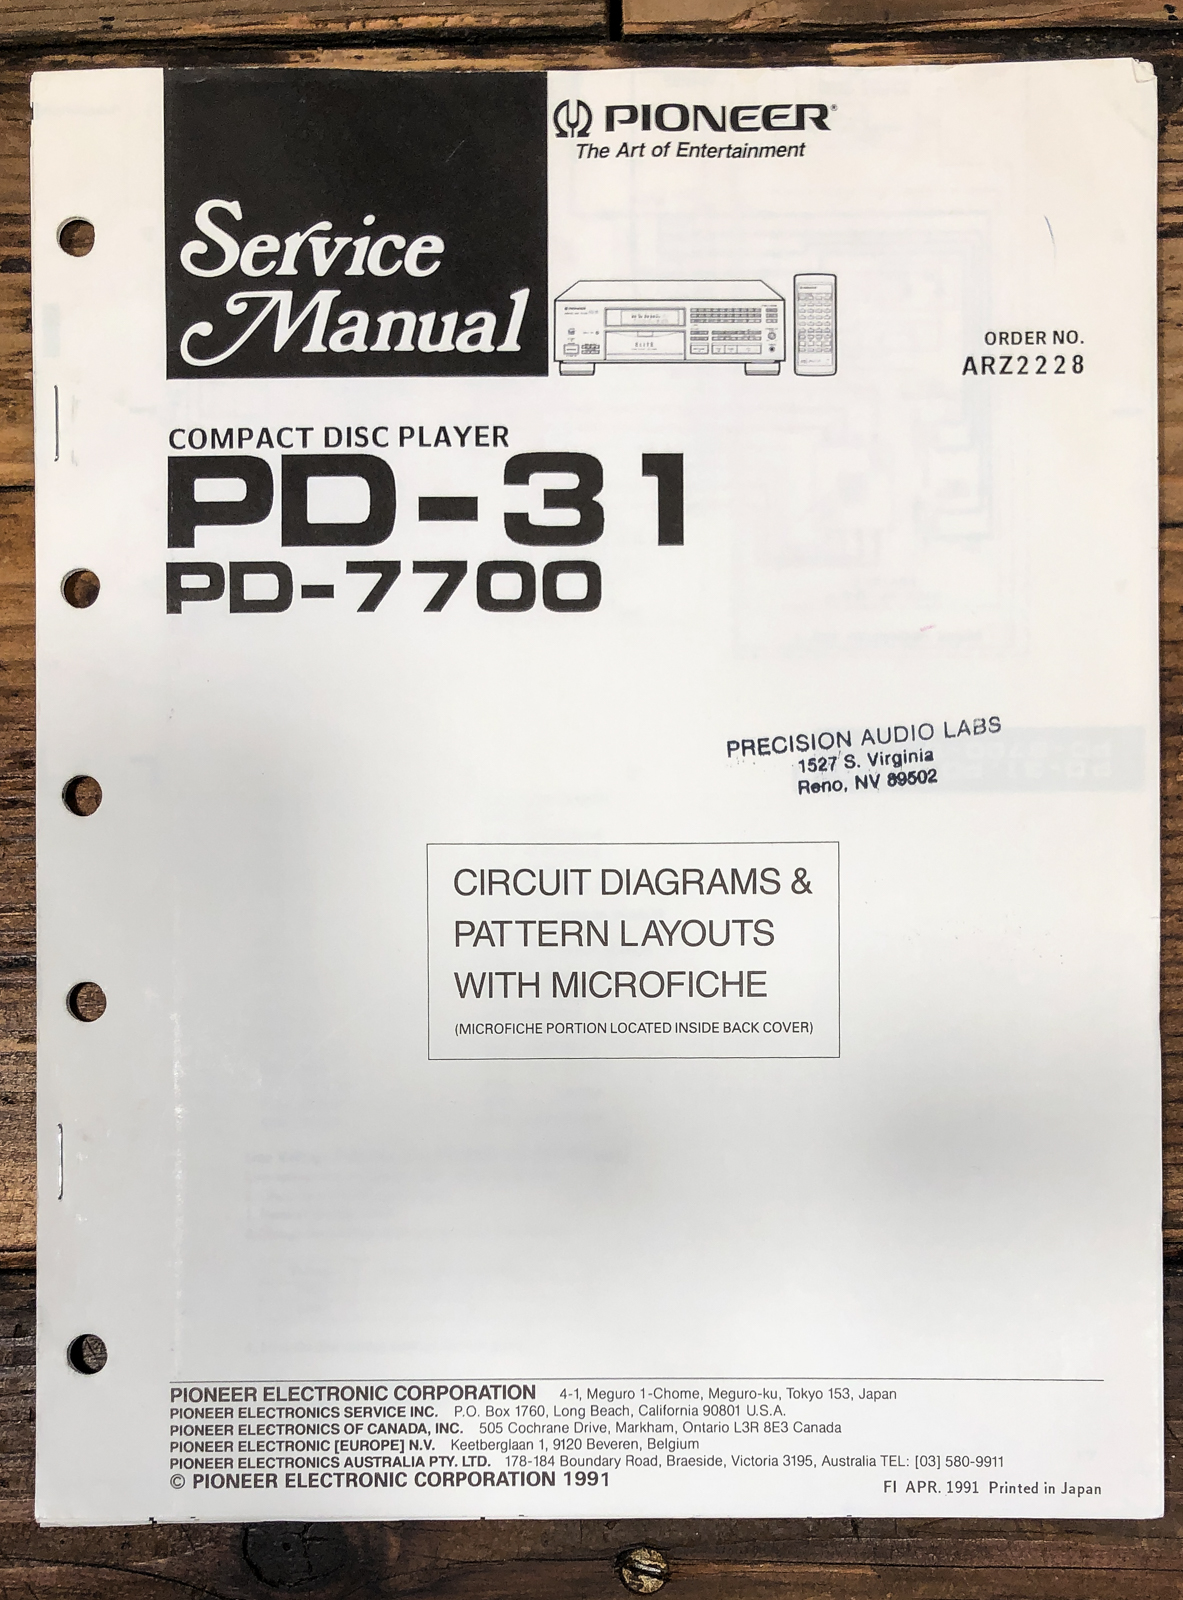 Service
Manual
PIONEER®
The Art of Entertainment
PIONEER
ELITE
ORDER NO.
ARZ2228
COMPACT DISC PLAYER
PD-31
PD-7700
PRECISION AUDIO LABS
1527 S. Virginia
Reno, NV 89502
CIRCUIT DIAGRAMS &
PATTERN LAYOUTS
WITH MICROFICHE
(MICROFICHE PORTION LOCATED INSIDE BACK COVER)
PIONEER ELECTRONIC CORPORATION 4-1, Meguro 1-Chome, Meguro-ku, Tokyo 153, Japan
PIONEER ELECTRONICS SERVICE INC. P.O. Box 1760, Long Beach, California 90801 U.S.A.
PIONEER ELECTRONICS OF CANADA, INC. 505 Cochrane Drive, Markham, Ontario L3R 8E3 Canada
PIONEER ELECTRONIC [EUROPE] N.V. Keetberglaan 1, 9120 Beveren, Belgium
PIONEER ELECTRONICS AUSTRALIA PTY. LTD. 178-184 Boundary Road, Braeside, Victoria 3195, Australia TEL: [03] 580-9911
© PIONEER ELECTRONIC CORPORATION 1991
FI APR. 1991 Printed in Japan